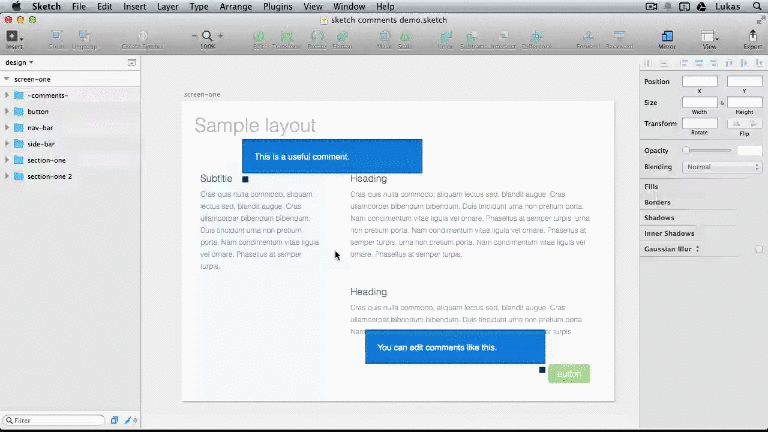 Sketch File Edit Insert Layer Type Arrange Plugins View Window Help Lukas
sketch comments demo.sketch
Insert Group Ungroup Create Symbol 100% Edit Transform Rotate Flatten Mask Scale Union Subtract Intersect Difference Forward Backward Mirror View Export
design
screen-one
-comments-
button
nav-bar
side-bar
section-one
section-one 2
Filter
screen-one
Sample layout
This is a useful comment.
Subtitle
Cras quis nulla commodo, aliquam
lectus sed, blandit augue. Cras
ullamcorper bibendum bibendum.
Duis tincidunt urna non pretium
porta. Nam condimentum vitae ligula
vel ornare. Phasellus at semper
turpis.
Heading
Cras quis nulla commodo, aliquam lectus sed, blandit augue. Cras
ullamcorper bibendum bibendum. Duis tincidunt urna non pretium porta.
Nam condimentum vitae ligula vel ornare. Phasellus at semper turpis, urna
non pretium porta. Nam condimentum vitae ligula vel ornare. Phasellus at
semper turpis, urna non pretium porta. Nam condimentum vitae ligula vel
ornare. Phasellus at semper turpis.
Heading
Cras quis nulla commodo, aliquam lectus sed, blandit augue. Cras
ullamcorper bibendum bibendum. Duis tincidunt urna non pretium porta.
Nam condimentum vitae ligula vel ornare. Phasellus at semper turpis
You can edit comments like this.
Button
Position
X Y
Size
Width Height
Transform
Rotate Flip
Opacity
Blending Normal
Fills
Borders
Shadows
Inner Shadows
Gaussian Blur